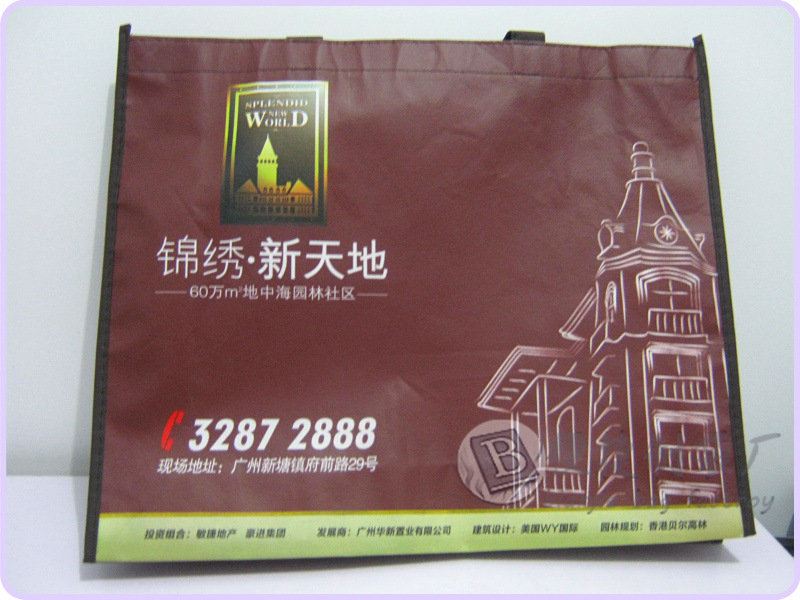 SPLENDID
NEW
WORLD
锦绣·新天地
60万m²地中海园林社区
3287 2888
现场地址：广州新塘镇府前路29号
B
投资组合：敏捷地产 豪进集团 发展商：广州华新置业有限公司 建筑设计：美国WY国际 园林规划：香港贝尔高林